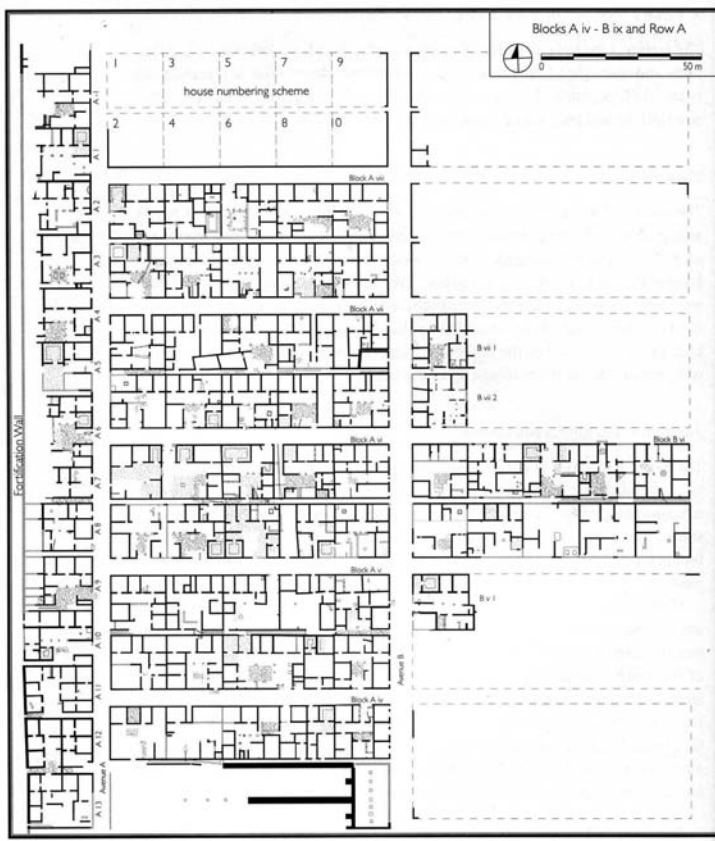 Blocks A iv - B ix and Row A
50 m
1 3 5 7 9
house numbering scheme
2 4 6 8 10
Block A viii
Block A vii
B vii 1
B vii 2
Block A vi
Block B vi
Block A v
B v 1
Block A iv
Fortification Wall
A -1
A 1
A 2
A 3
A 4
A 5
A 6
A 7
A 8
A 9
A 10
A 11
A 12
A 13
Avenue A
Avenue B